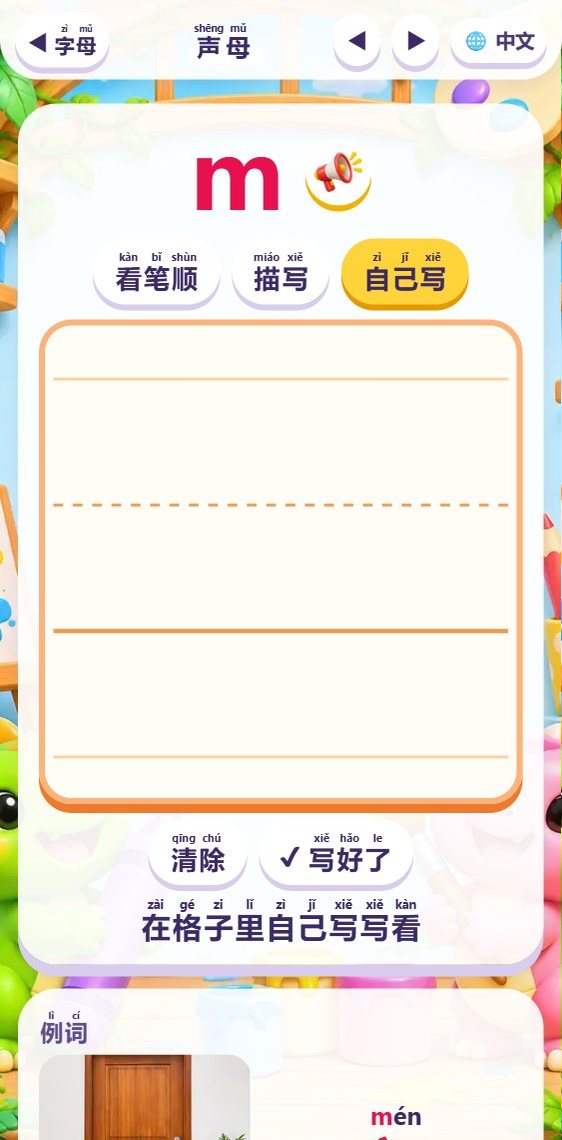 zì mǔ
◀ 字母
shēng mǔ
声母
◀
▶
中文
m
kàn bǐ shùn
看笔顺
miáo xiě
描写
zì jǐ xiě
自己写
qīng chú
清除
xiě hǎo le
✓ 写好了
zài gé zi lǐ zì jǐ xiě xiě kàn
在格子里自己写写看
lì cí
例词
mén